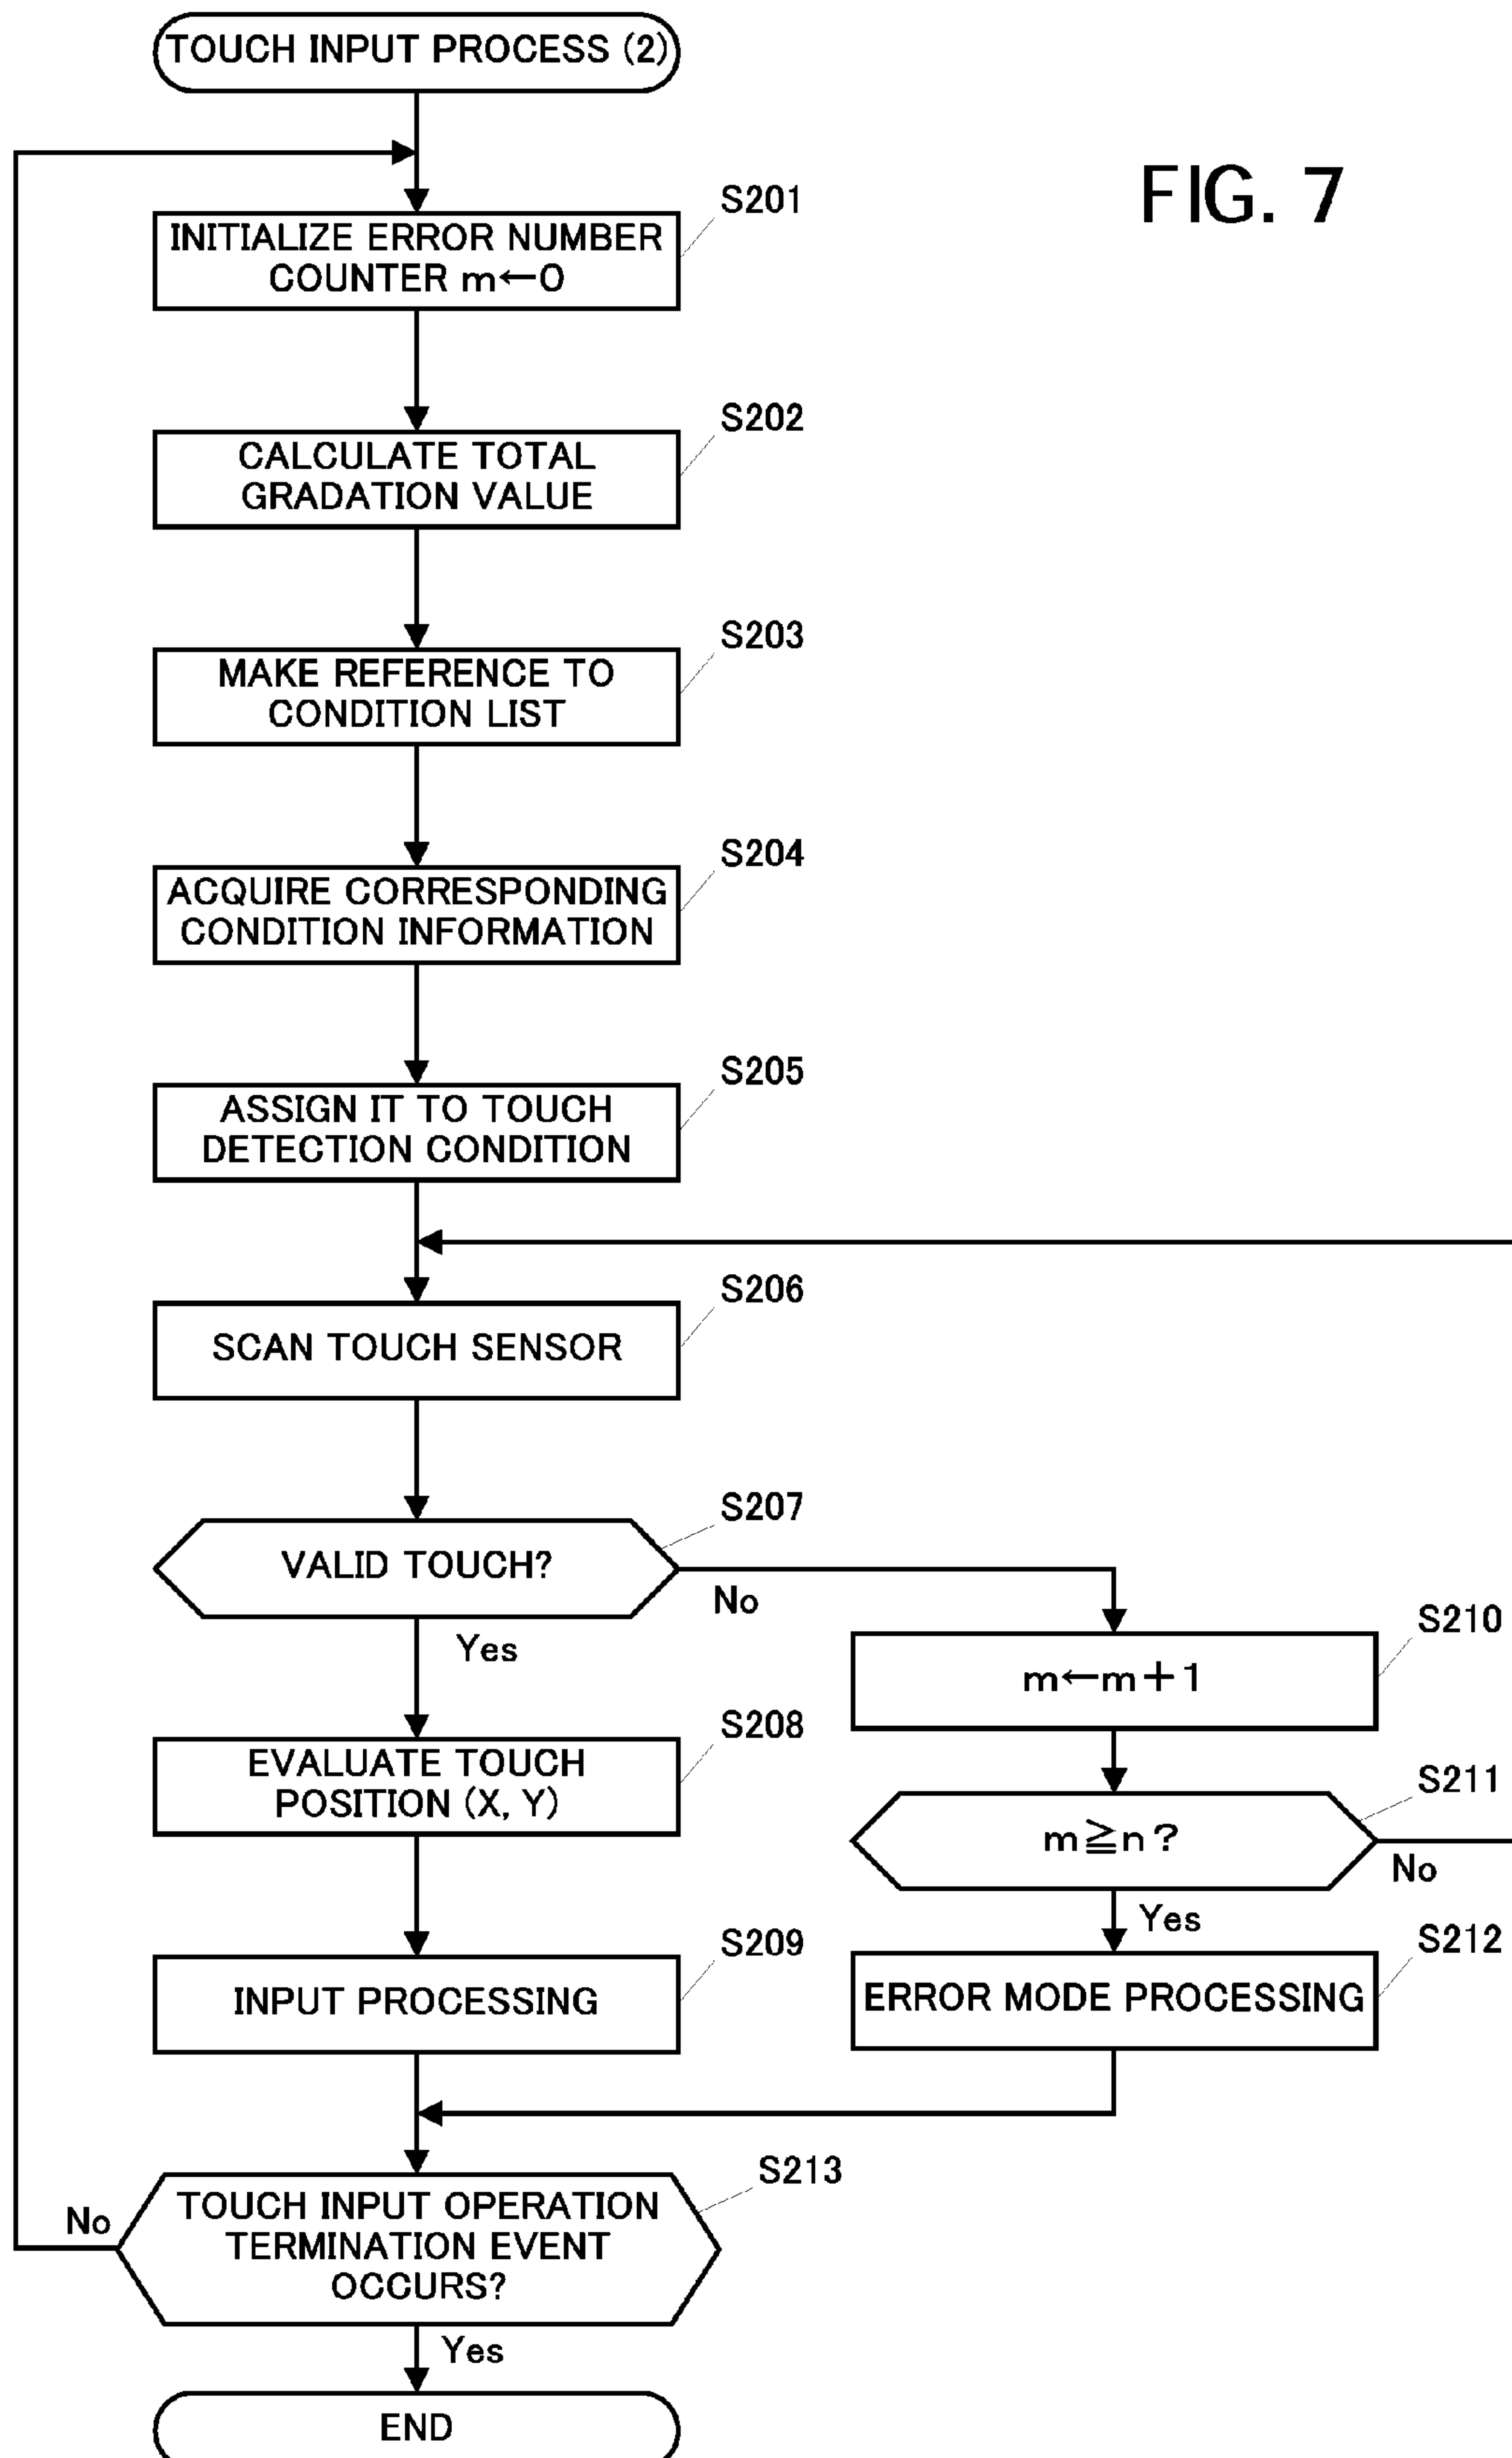 TOUCH INPUT PROCESS (2)
FIG. 7
S201
INITIALIZE ERROR NUMBER
COUNTER m←0
S202
CALCULATE TOTAL
GRADATION VALUE
S203
MAKE REFERENCE TO
CONDITION LIST
S204
ACQUIRE CORRESPONDING
CONDITION INFORMATION
S205
ASSIGN IT TO TOUCH
DETECTION CONDITION
S206
SCAN TOUCH SENSOR
S207
VALID TOUCH?
No
Yes
S208
EVALUATE TOUCH
POSITION (X, Y)
S209
INPUT PROCESSING
S210
m←m+1
S211
m≧n?
No
Yes
S212
ERROR MODE PROCESSING
S213
TOUCH INPUT OPERATION
TERMINATION EVENT
OCCURS?
No
Yes
END